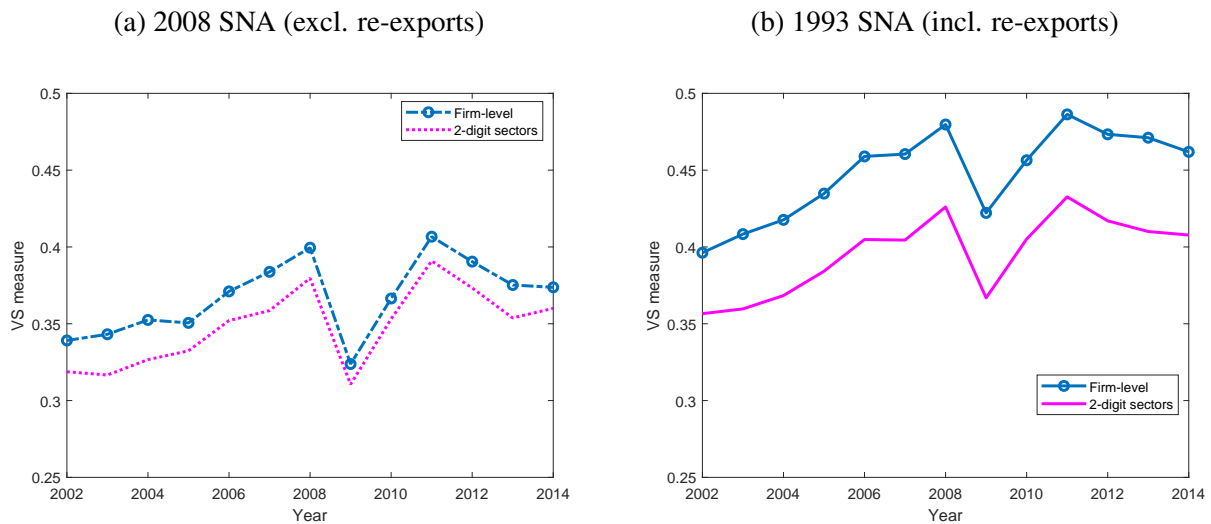 (a) 2008 SNA (excl. re-exports)
0.5
0.45
0.4
0.35
0.3
0.25
VS measure
2002 2004 2006 2008 2010 2012 2014
Year
Firm-level
2-digit sectors
(b) 1993 SNA (incl. re-exports)
0.5
0.45
0.4
0.35
0.3
0.25
VS measure
2002 2004 2006 2008 2010 2012 2014
Year
Firm-level
2-digit sectors